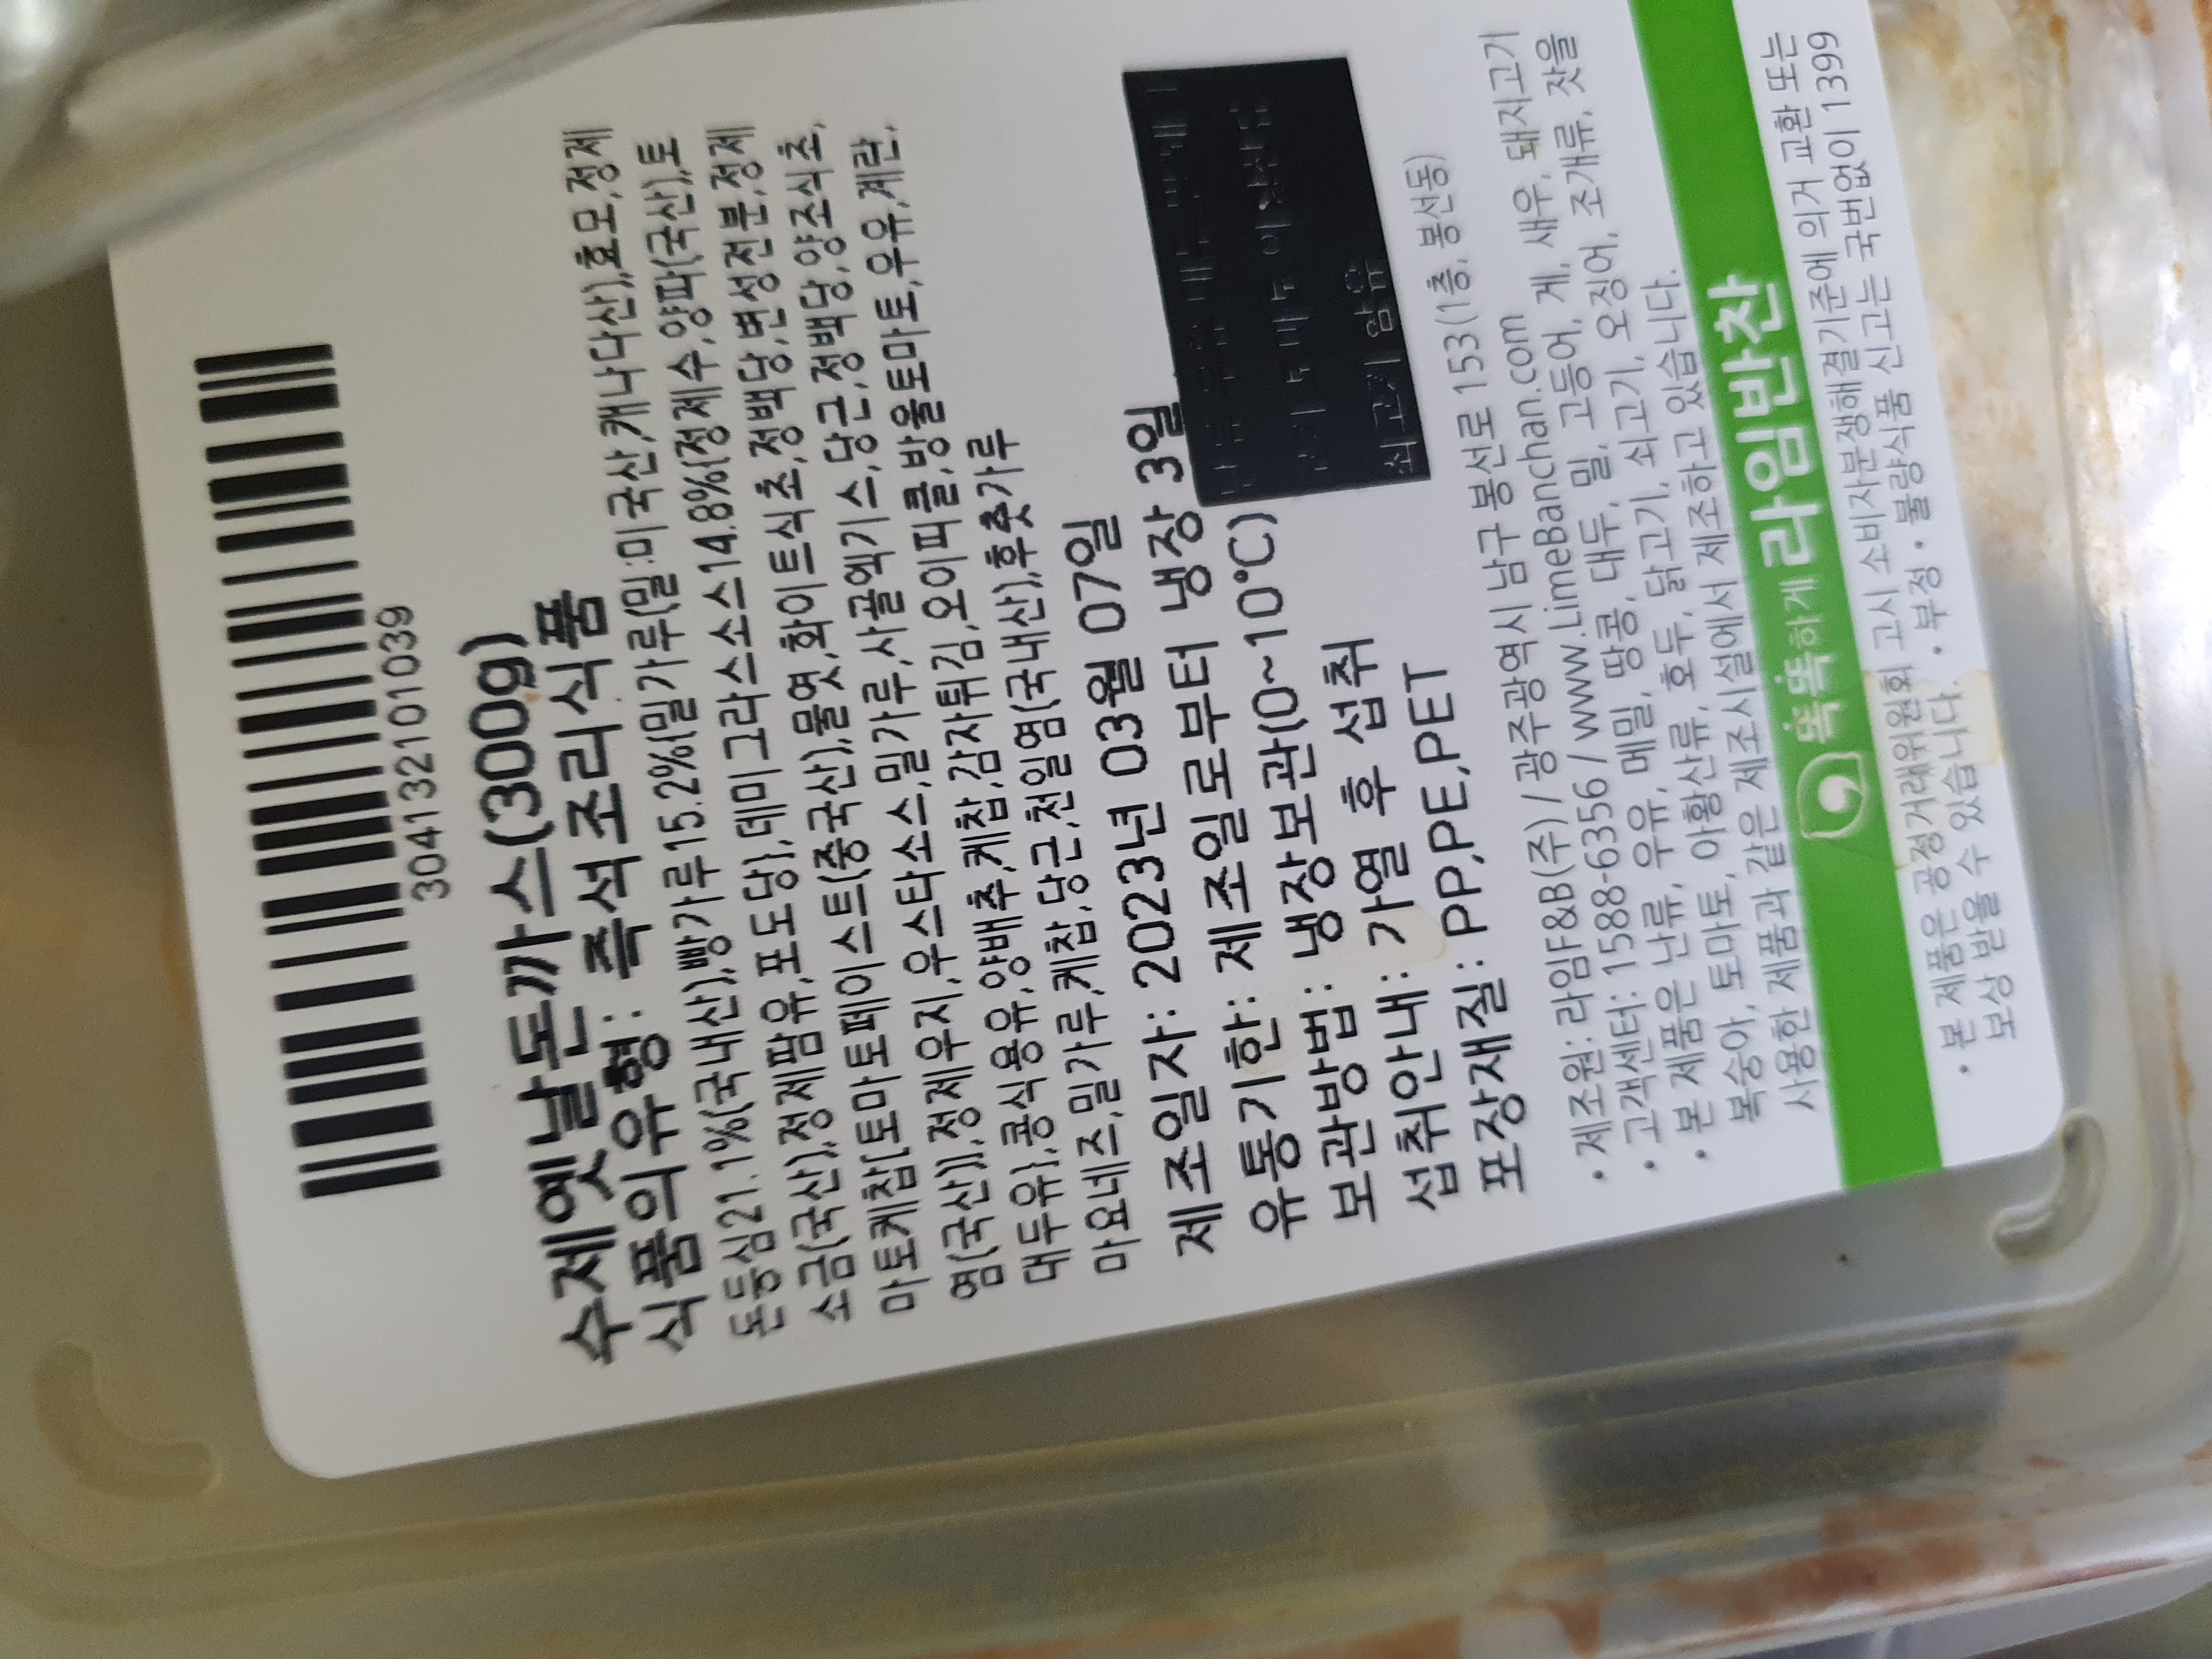 3041321010​39
수제옛날돈까스(300g)
식품의유형: 즉석조리식품
돈등심21.1%(국내산),빵가루15.2%{밀가루(밀:미국산,캐나다산),효모,정제
소금(국산),정제팜유,포도당},데미그라스소스14.8%{정제수,양파(국산),토
마토케찹[토마토페이스트(중국산),물엿,화이트식초,정백당,변성전분,정제
염(국산)],정제우지,우스타소스,밀가루,사골엑기스,당근,정백당,양조식초,
대두유},콩식용유,양배추,케찹,감자튀김,오이피클,방울토마토,우유,계란,
마요네즈,밀가루,케찹,당근,천일염(국내산),후춧가루
제조일자: 2023년 03월 07일
유통기한: 제조일로부터 냉장 3일
보관방법: 냉장보관(0~10℃)
섭취안내: 가열 후 섭취
포장재질: PP,PE,PET
쇠고기 함유
• 제조원: 라임F&B(주) / 광주광역시 남구 봉선로 153(1층, 봉선동)
• 고객센터: 1588-6356 / www.LimeBanchan.com
• 본 제품은 난류, 우유, 메밀, 땅콩, 대두, 밀, 고등어, 게, 새우, 돼지고기
복숭아, 토마토, 아황산류, 호두, 닭고기, 쇠고기, 오징어, 조개류, 잣을
사용한 제품과 같은 제조시설에서 제조하고 있습니다.
똑똑하게 라임반찬
• 본 제품은 공정거래위원회 고시 소비자분쟁해결기준에 의거 교환 또는
보상 받을 수 있습니다. • 부정 • 불량식품 신고는 국번없이 1399